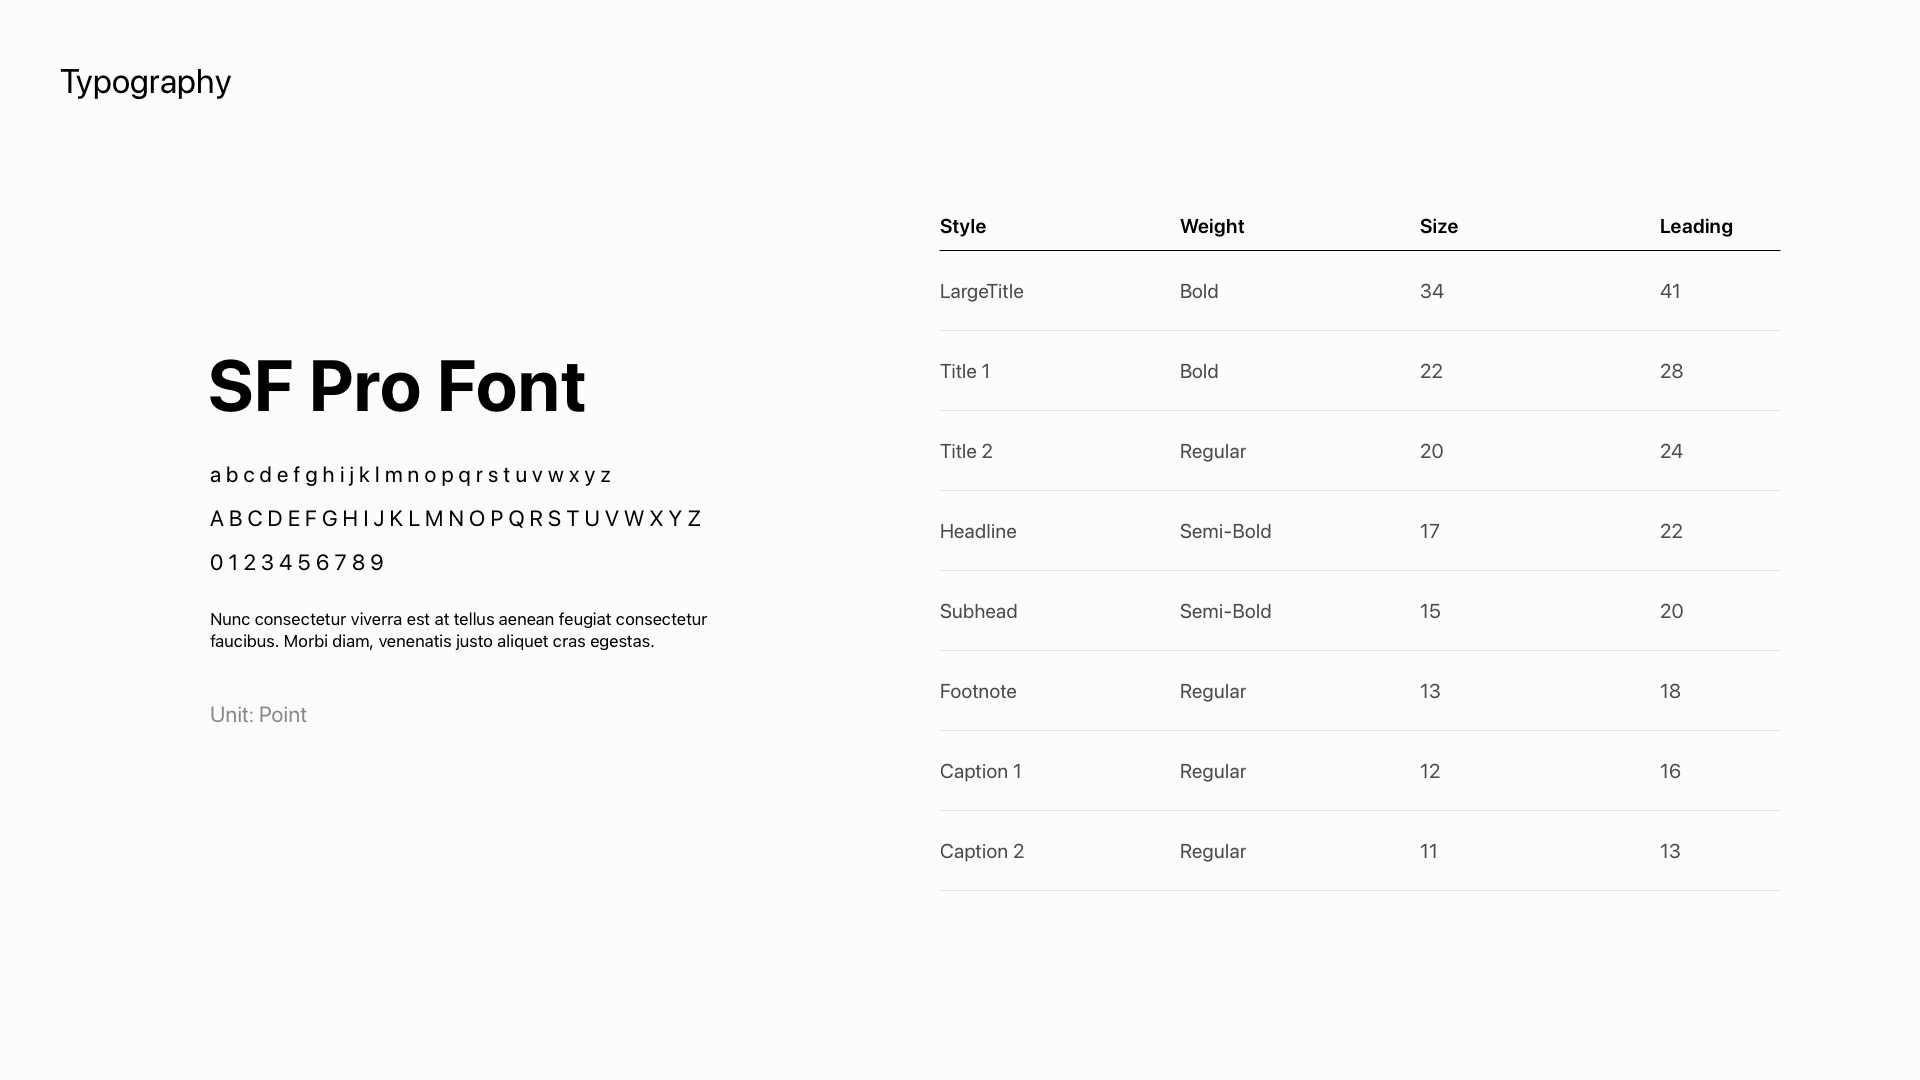 Typography
SF Pro Font
a b c d e f g h i j k l m n o p q r s t u v w x y z
A B C D E F G H I J K L M N O P Q R S T U V W X Y Z
0 1 2 3 4 5 6 7 8 9
Nunc consectetur viverra est at tellus aenean feugiat consectetur
faucibus. Morbi diam, venenatis justo aliquet cras egestas.
Unit: Point
Style Weight Size Leading
LargeTitle Bold 34 41
Title 1 Bold 22 28
Title 2 Regular 20 24
Headline Semi-Bold 17 22
Subhead Semi-Bold 15 20
Footnote Regular 13 18
Caption 1 Regular 12 16
Caption 2 Regular 11 13